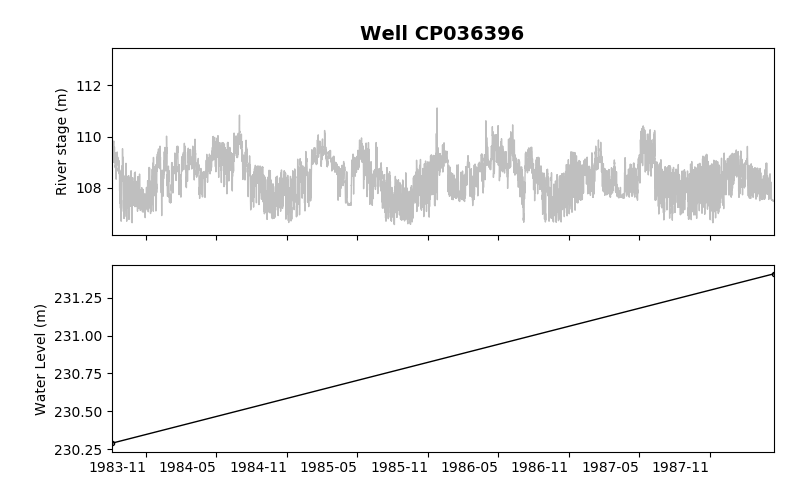 Well CP036396
River stage (m)
112
110
108
Water Level (m)
231.25
231.00
230.75
230.50
230.25
1983-11 1984-05 1984-11 1985-05 1985-11 1986-05 1986-11 1987-05 1987-11